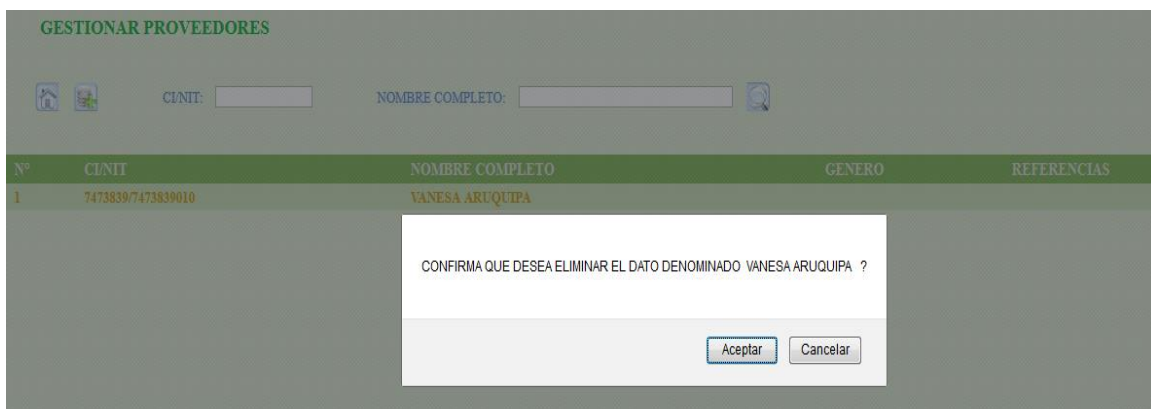 GESTIONAR PROVEEDORES
CI/NIT: NOMBRE COMPLETO:
N° CI/NIT NOMBRE COMPLETO GENERO REFERENCIAS
1 7473839/7473839010 VANESA ARUQUIPA
CONFIRMA QUE DESEA ELIMINAR EL DATO DENOMINADO VANESA ARUQUIPA ?
Aceptar Cancelar